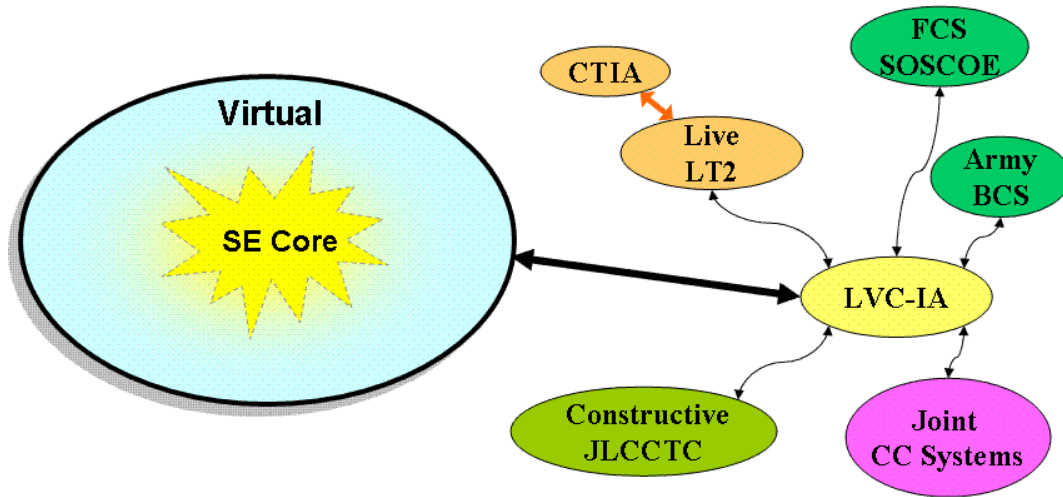 Virtual
SE Core
CTIA
Live
LT2
FCS
SOSCOE
Army
BCS
LVC-IA
Constructive
JLCCTC
Joint
CC Systems